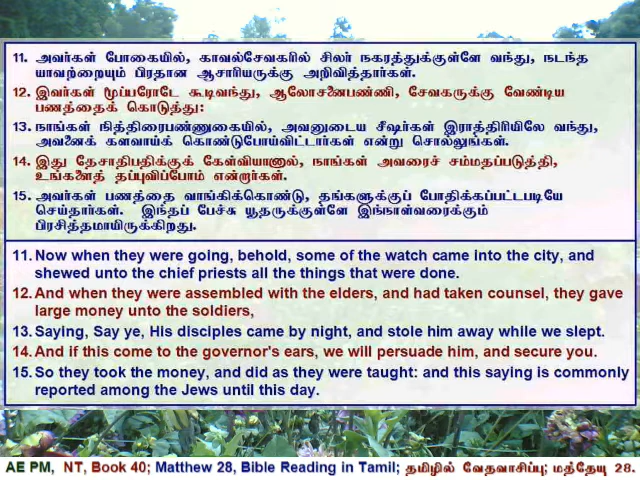 11. அவர்கள் போகையில், காவல்சேவகரில் சிலர் நகரத்துக்குள்ளே வந்து, நடந்த
யாவற்றையும் பிரதான ஆசாரியருக்கு அறிவித்தார்கள்.
12. இவர்கள் மூப்பரோடே கூடிவந்து, ஆலோசனைபண்ணி, சேவகருக்கு வேண்டிய
பணத்தைக் கொடுத்து:
13. நாங்கள் நித்திரைபண்ணுகையில், அவனுடைய சீஷர்கள் இராத்திரியிலே வந்து,
அவனைக் களவாய்க் கொண்டுபோய்விட்டார்கள் என்று சொல்லுங்கள்.
14. இது தேசாதிபதிக்குக் கேள்வியானால், நாங்கள் அவரைச் சம்மதப்படுத்தி,
உங்களைத் தப்புவிப்போம் என்றார்கள்.
15. அவர்கள் பணத்தை வாங்கிக்கொண்டு, தங்களுக்குப் போதிக்கப்பட்டபடியே
செய்தார்கள். இந்தப் பேச்சு யூதருக்குள்ளே இந்நாள்வரைக்கும்
பிரசித்தமாயிருக்கிறது.
11. Now when they were going, behold, some of the watch came into the city, and
shewed unto the chief priests all the things that were done.
12. And when they were assembled with the elders, and had taken counsel, they gave
large money unto the soldiers,
13. Saying, Say ye, His disciples came by night, and stole him away while we slept.
14. And if this come to the governor's ears, we will persuade him, and secure you.
15. So they took the money, and did as they were taught: and this saying is commonly
reported among the Jews until this day.
AE PM, NT, Book 40; Matthew 28, Bible Reading in Tamil; தமிழில் வேதவாசிப்பு; மத்தேயு 28.